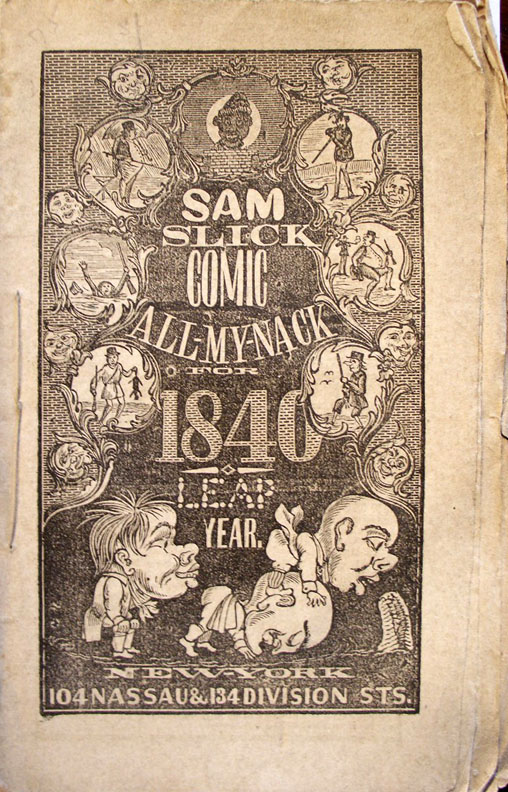 SAM
SLICK
COMIC
ALL-MY-NACK
FOR
1840
LEAP
YEAR.
NEW-YORK
104 NASSAU & 134 DIVISION STS.